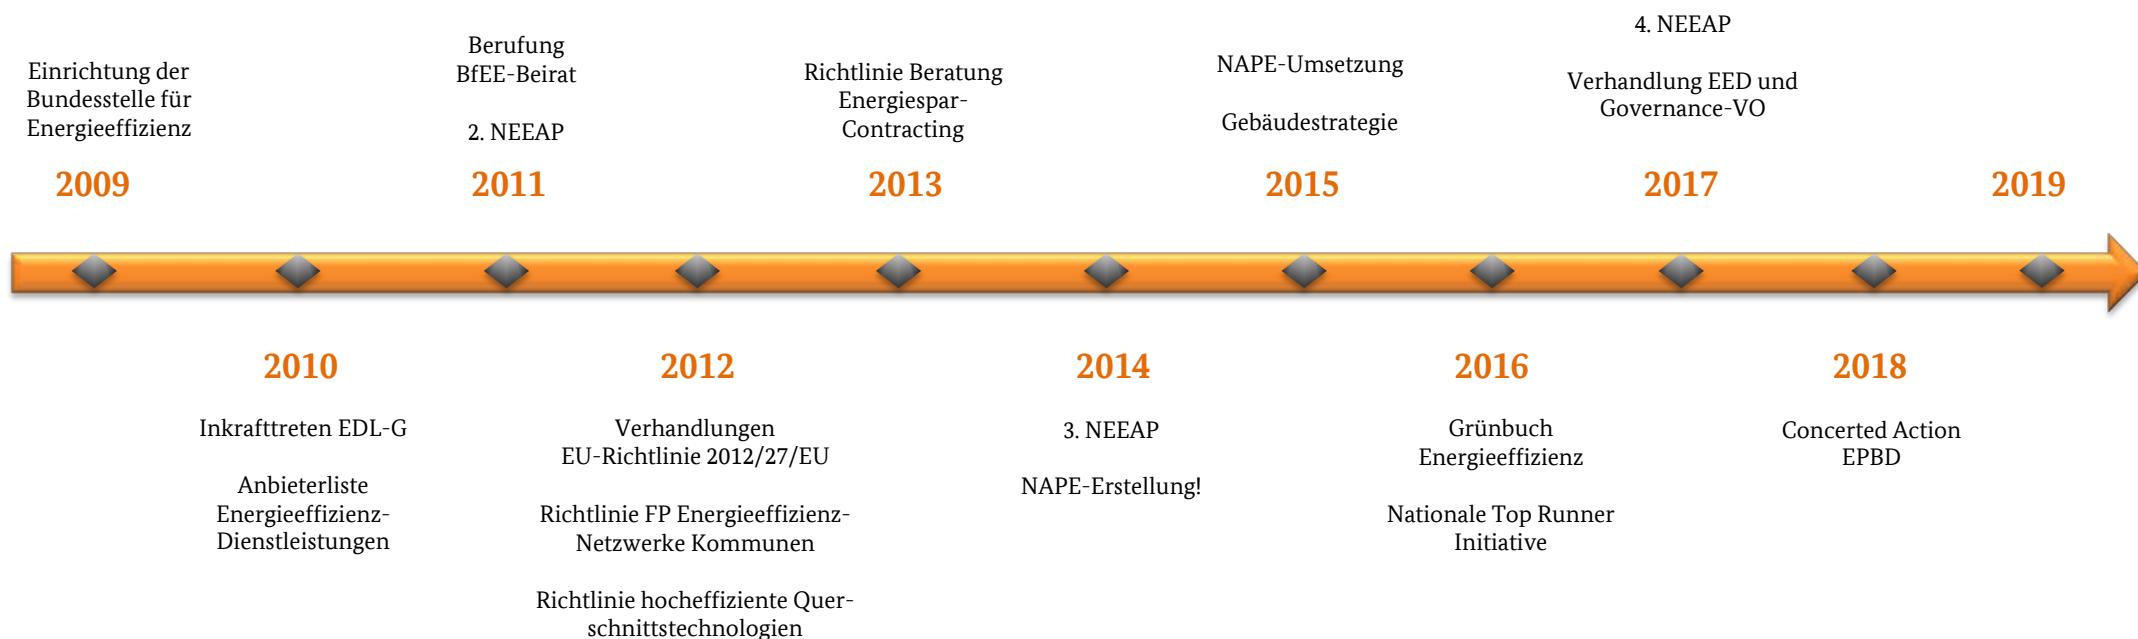 Einrichtung der
Bundesstelle für
Energieeffizienz
2009
Berufung
BfEE-Beirat
2. NEEAP
2011
Richtlinie Beratung
Energiespar-
Contracting
2013
NAPE-Umsetzung
Gebäudestrategie
2015
4. NEEAP
Verhandlung EED und
Governance-VO
2017
2019
2010
Inkrafttreten EDL-G
Anbieterliste
Energieeffizienz-
Dienstleistungen
2012
Verhandlungen
EU-Richtlinie 2012/27/EU
Richtlinie FP Energieeffizienz-
Netzwerke Kommunen
Richtlinie hocheffiziente Quer-
schnittstechnologien
2014
3. NEEAP
NAPE-Erstellung!
2016
Grünbuch
Energieeffizienz
Nationale Top Runner
Initiative
2018
Concerted Action
EPBD